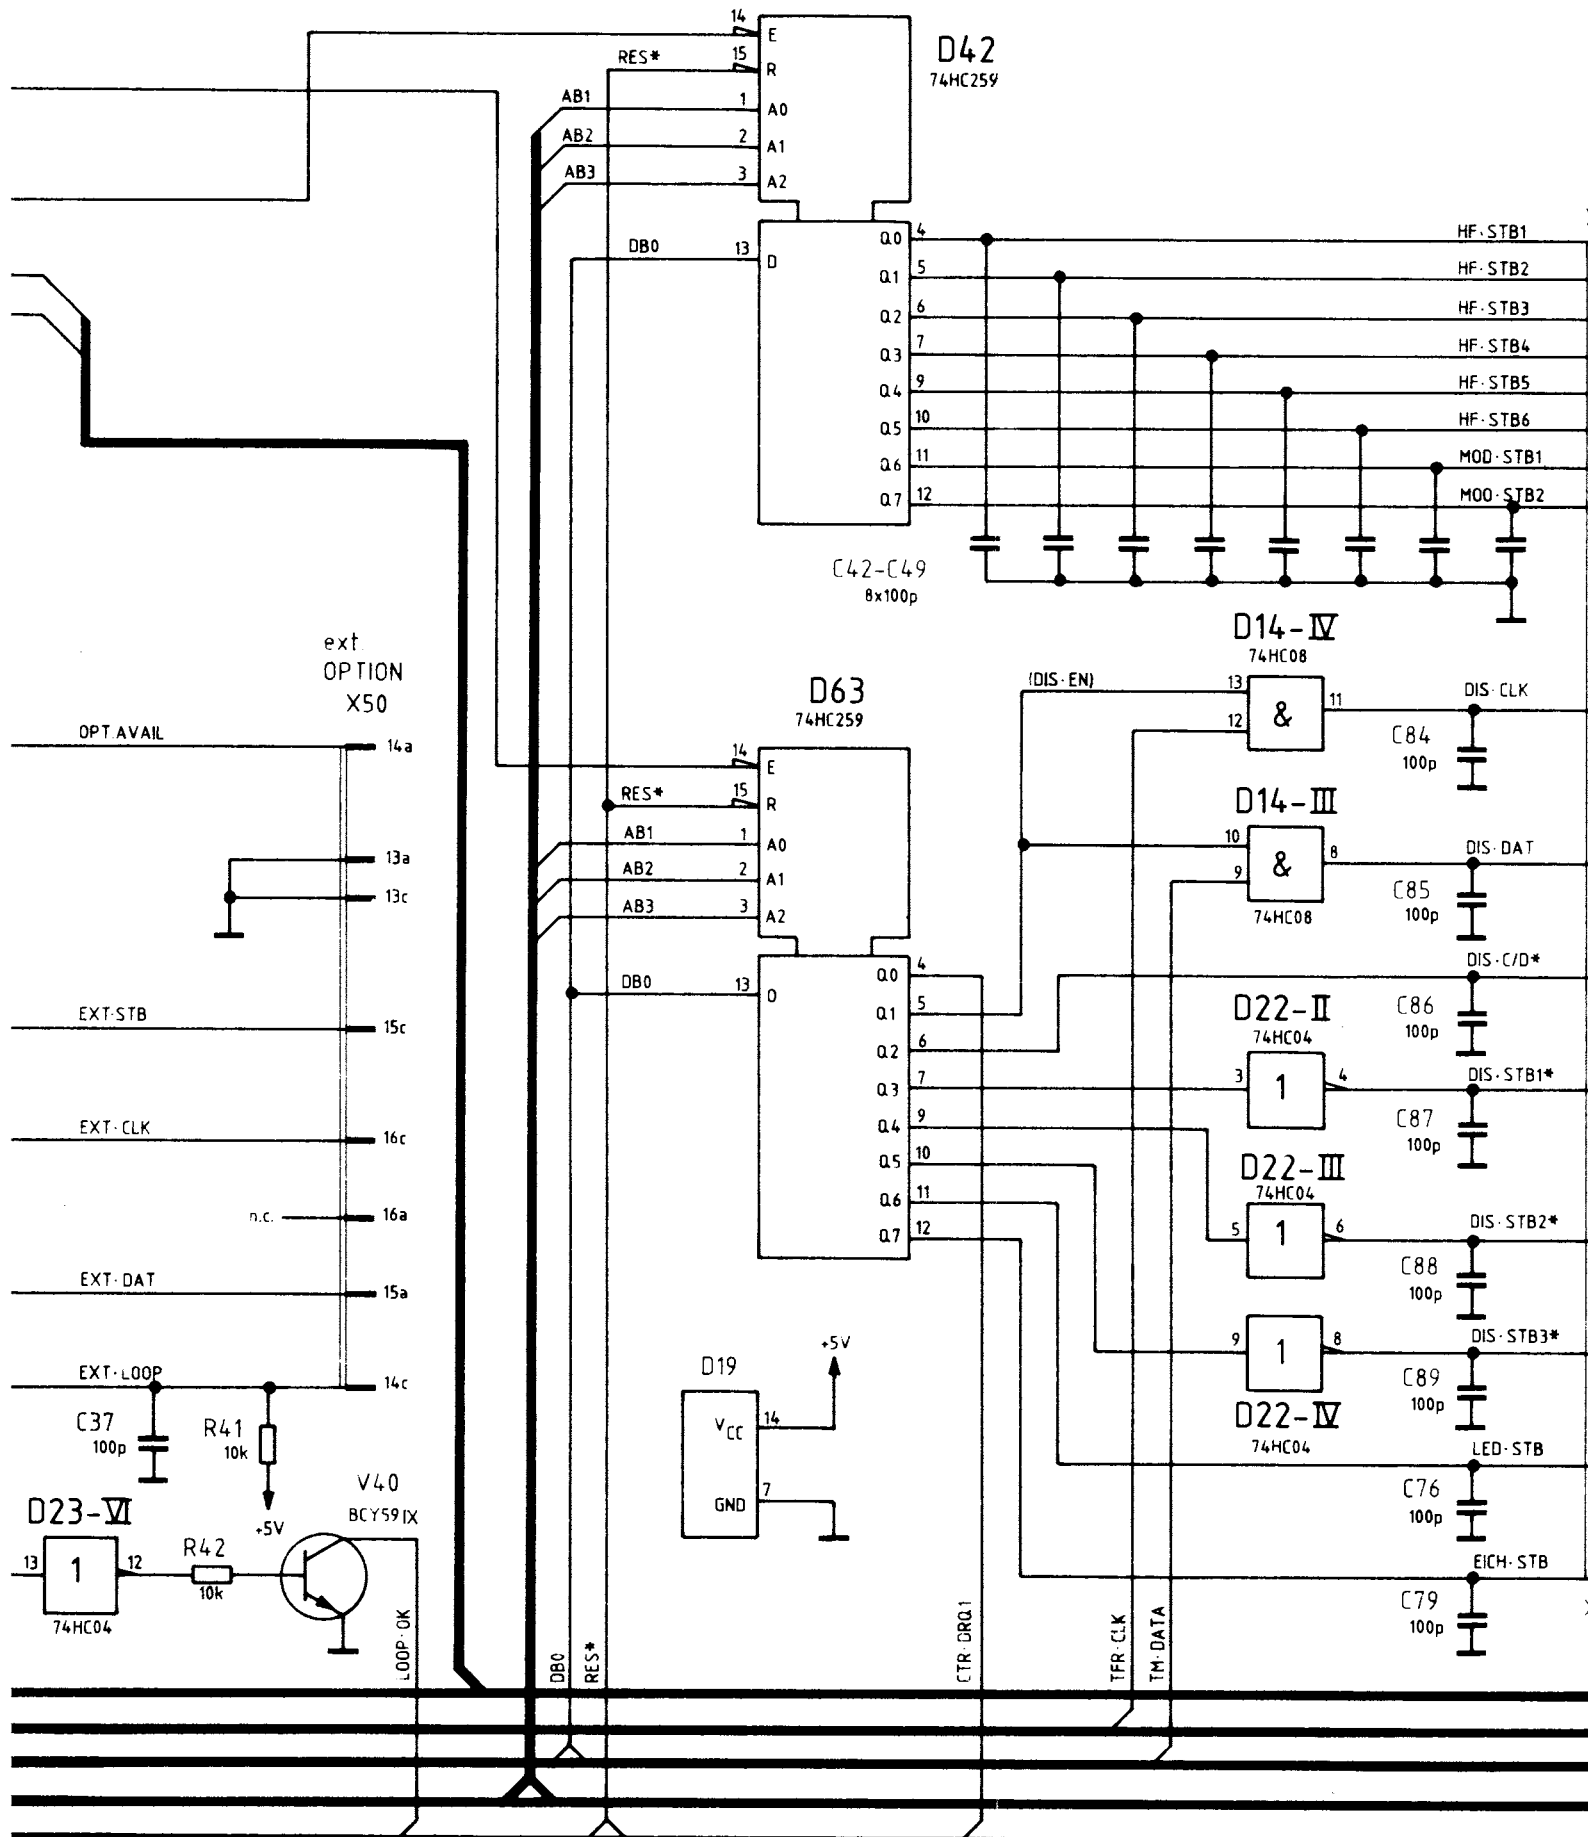 14
E
D42
74HC259
RES*
15
R
AB1
1
A0
AB2
2
A1
AB3
3
A2
DB0
13
D
Q0
4
HF·STB1
Q1
5
HF·STB2
Q2
6
HF·STB3
Q3
7
HF·STB4
Q4
9
HF·STB5
Q5
10
HF·STB6
Q6
11
MOD·STB1
Q7
12
MOD·STB2
C42-C49
8x100p
ext.
OPTION
X50
OPT.AVAIL
14a
13a
13c
EXT·STB
15c
EXT·CLK
16c
n.c.
16a
EXT·DAT
15a
EXT·LOOP
14c
C37
100p
R41
10k
+5V
D23-VI
13
1
12
74HC04
R42
10k
V40
BCY59 IX
LOOP·OK
D63
74HC259
14
E
RES*
15
R
AB1
1
A0
AB2
2
A1
AB3
3
A2
DB0
13
D
Q0
4
Q1
5
Q2
6
Q3
7
Q4
9
Q5
10
Q6
11
Q7
12
D19
+5V
VCC
14
GND
7
DB0
RES*
CTR·DRQ1
TFR·CLK
TM·DATA
D14-IV
74HC08
(DIS·EN)
13
12
&
11
DIS·CLK
C84
100p
D14-III
10
9
&
8
74HC08
DIS·DAT
C85
100p
DIS·C/D*
C86
100p
D22-II
74HC04
3
1
4
DIS·STB1*
C87
100p
D22-III
74HC04
5
1
6
DIS·STB2*
C88
100p
9
1
8
DIS·STB3*
D22-IV
74HC04
C89
100p
LED·STB
C76
100p
EICH·STB
C79
100p